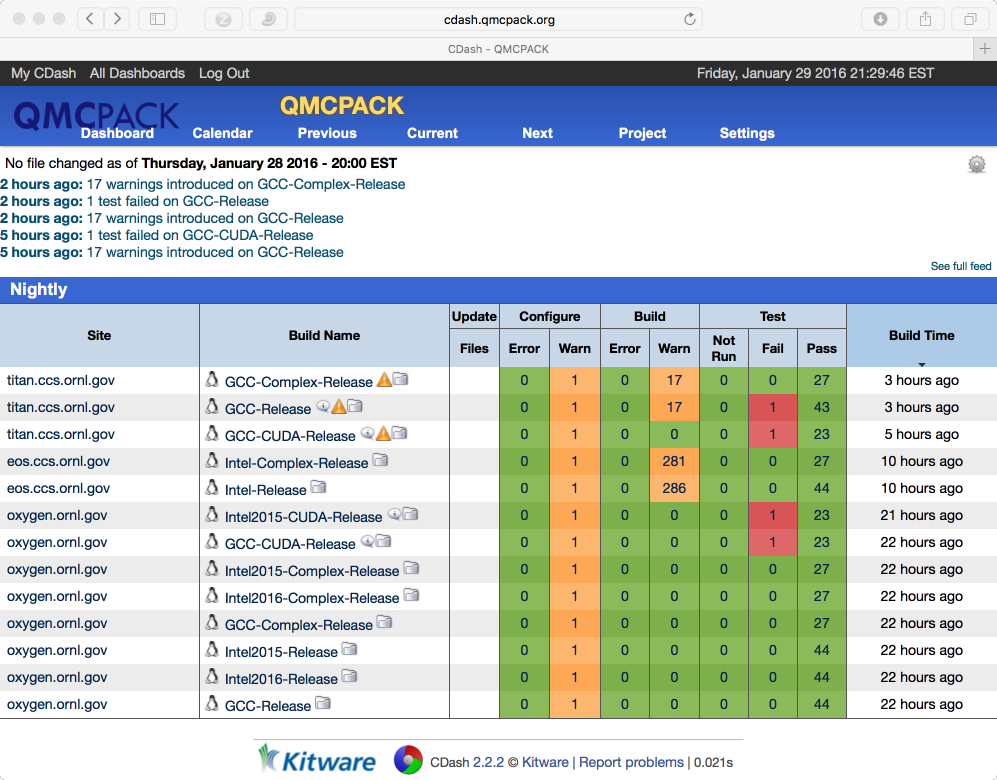 cdash.qmcpack.org
CDash - QMCPACK
My CDash All Dashboards Log Out Friday, January 29 2016 21:29:46 EST
QMCPACK QMCPACK
Dashboard Calendar Previous Current Next Project Settings
No file changed as of Thursday, January 28 2016 - 20:00 EST
2 hours ago: 17 warnings introduced on GCC-Complex-Release
2 hours ago: 1 test failed on GCC-Release
2 hours ago: 17 warnings introduced on GCC-Release
5 hours ago: 1 test failed on GCC-CUDA-Release
5 hours ago: 17 warnings introduced on GCC-Release
See full feed
Nightly
Site Build Name Update Configure Build Test Build Time
Files Error Warn Error Warn Not Run Fail Pass
titan.ccs.ornl.gov GCC-Complex-Release 0 1 0 17 0 0 27 3 hours ago
titan.ccs.ornl.gov GCC-Release 0 1 0 17 0 1 43 3 hours ago
titan.ccs.ornl.gov GCC-CUDA-Release 0 1 0 0 0 1 23 5 hours ago
eos.ccs.ornl.gov Intel-Complex-Release 0 1 0 281 0 0 27 10 hours ago
eos.ccs.ornl.gov Intel-Release 0 1 0 286 0 0 44 10 hours ago
oxygen.ornl.gov Intel2015-CUDA-Release 0 1 0 0 0 1 23 21 hours ago
oxygen.ornl.gov GCC-CUDA-Release 0 1 0 0 0 1 23 22 hours ago
oxygen.ornl.gov Intel2015-Complex-Release 0 1 0 0 0 0 27 22 hours ago
oxygen.ornl.gov Intel2016-Complex-Release 0 1 0 0 0 0 27 22 hours ago
oxygen.ornl.gov GCC-Complex-Release 0 1 0 0 0 0 27 22 hours ago
oxygen.ornl.gov Intel2015-Release 0 1 0 0 0 0 44 22 hours ago
oxygen.ornl.gov Intel2016-Release 0 1 0 0 0 0 44 22 hours ago
oxygen.ornl.gov GCC-Release 0 1 0 0 0 0 44 22 hours ago
Kitware CDash 2.2.2 © Kitware | Report problems | 0.021s